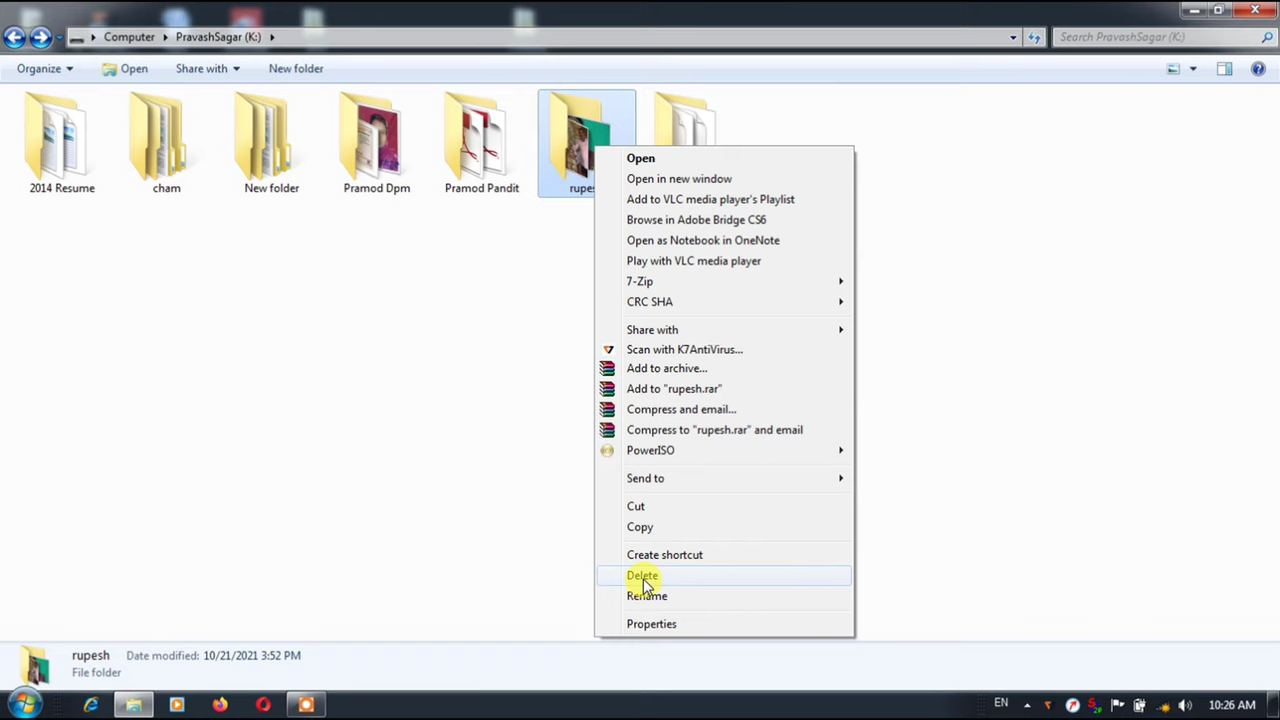 Computer PravashSagar (K:) Search PravashSagar (K:)
Organize Open Share with New folder
2014 Resume cham New folder Pramod Dpm Pramod Pandit
Open
Open in new window
Add to VLC media player's Playlist
Browse in Adobe Bridge CS6
Open as Notebook in OneNote
Play with VLC media player
7-Zip
CRC SHA
Share with
Scan with K7AntiVirus...
Add to archive...
Add to "rupesh.rar"
Compress and email...
Compress to "rupesh.rar" and email
PowerISO
Send to
Cut
Copy
Create shortcut
Delete
Rename
Properties
rupesh Date modified: 10/21/2021 3:52 PM
File folder
EN 10:26 AM